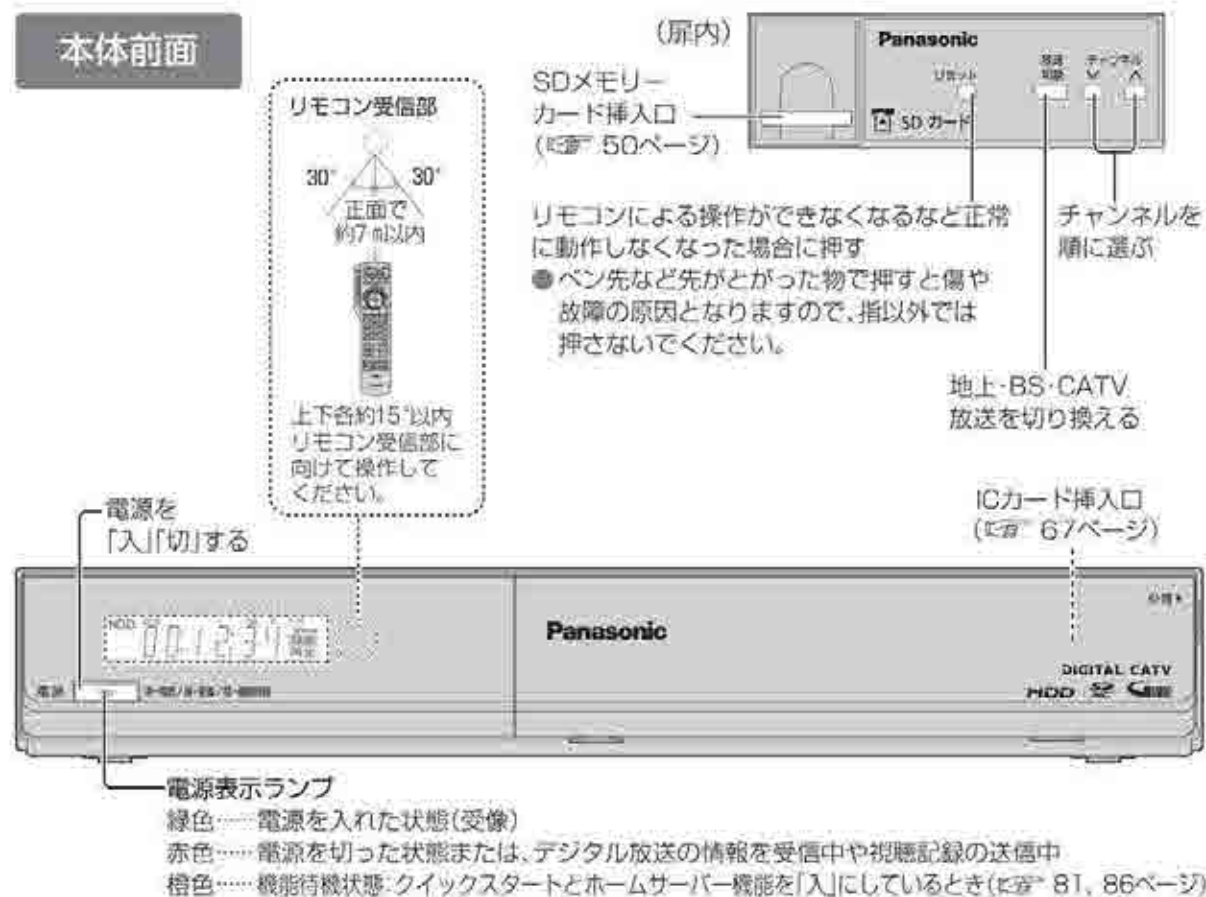 本体前面
リモコン受信部
30° 30°
正面で
約7m以内
上下各約15°以内
リモコン受信部に
向けて操作して
ください。
(扉内)
SDメモリー
カード挿入口
(☞ 50ページ)
Panasonic
リセット
放送
切換
チャンネル
SDカード
リモコンによる操作ができなくなるなど正常
に動作しなくなった場合に押す
●ペン先など先がとがった物で押すと傷や
故障の原因となりますので、指以外では
押さないでください。
チャンネルを
順に選ぶ
地上・BS・CATV
放送を切り換える
電源を
「入」「切」する
ICカード挿入口
(☞ 67ページ)
HDD
00:12:34
Panasonic
電源
DIGITAL CATV
HDD
電源表示ランプ
緑色……電源を入れた状態(受像)
赤色……電源を切った状態または、デジタル放送の情報を受信中や視聴記録の送信中
橙色……機能待機状態:クイックスタートとホームサーバー機能を「入」にしているとき(☞ 81, 86ページ)